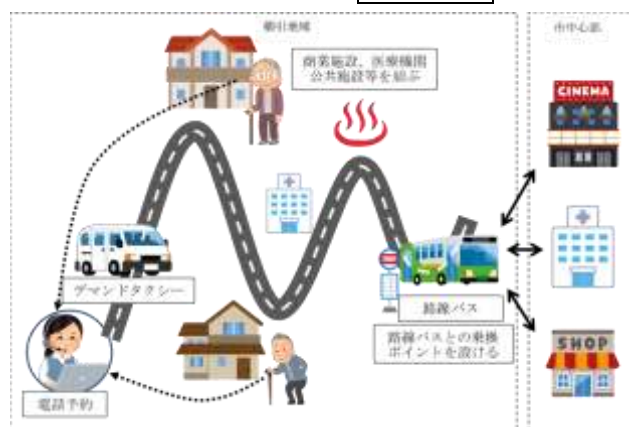 櫛引地域
市中心部
商業施設、医療機関
公共施設等を結ぶ
CINEMA
デマンドタクシー
路線バス
路線バスとの乗換
ポイントを設ける
SHOP
電話予約